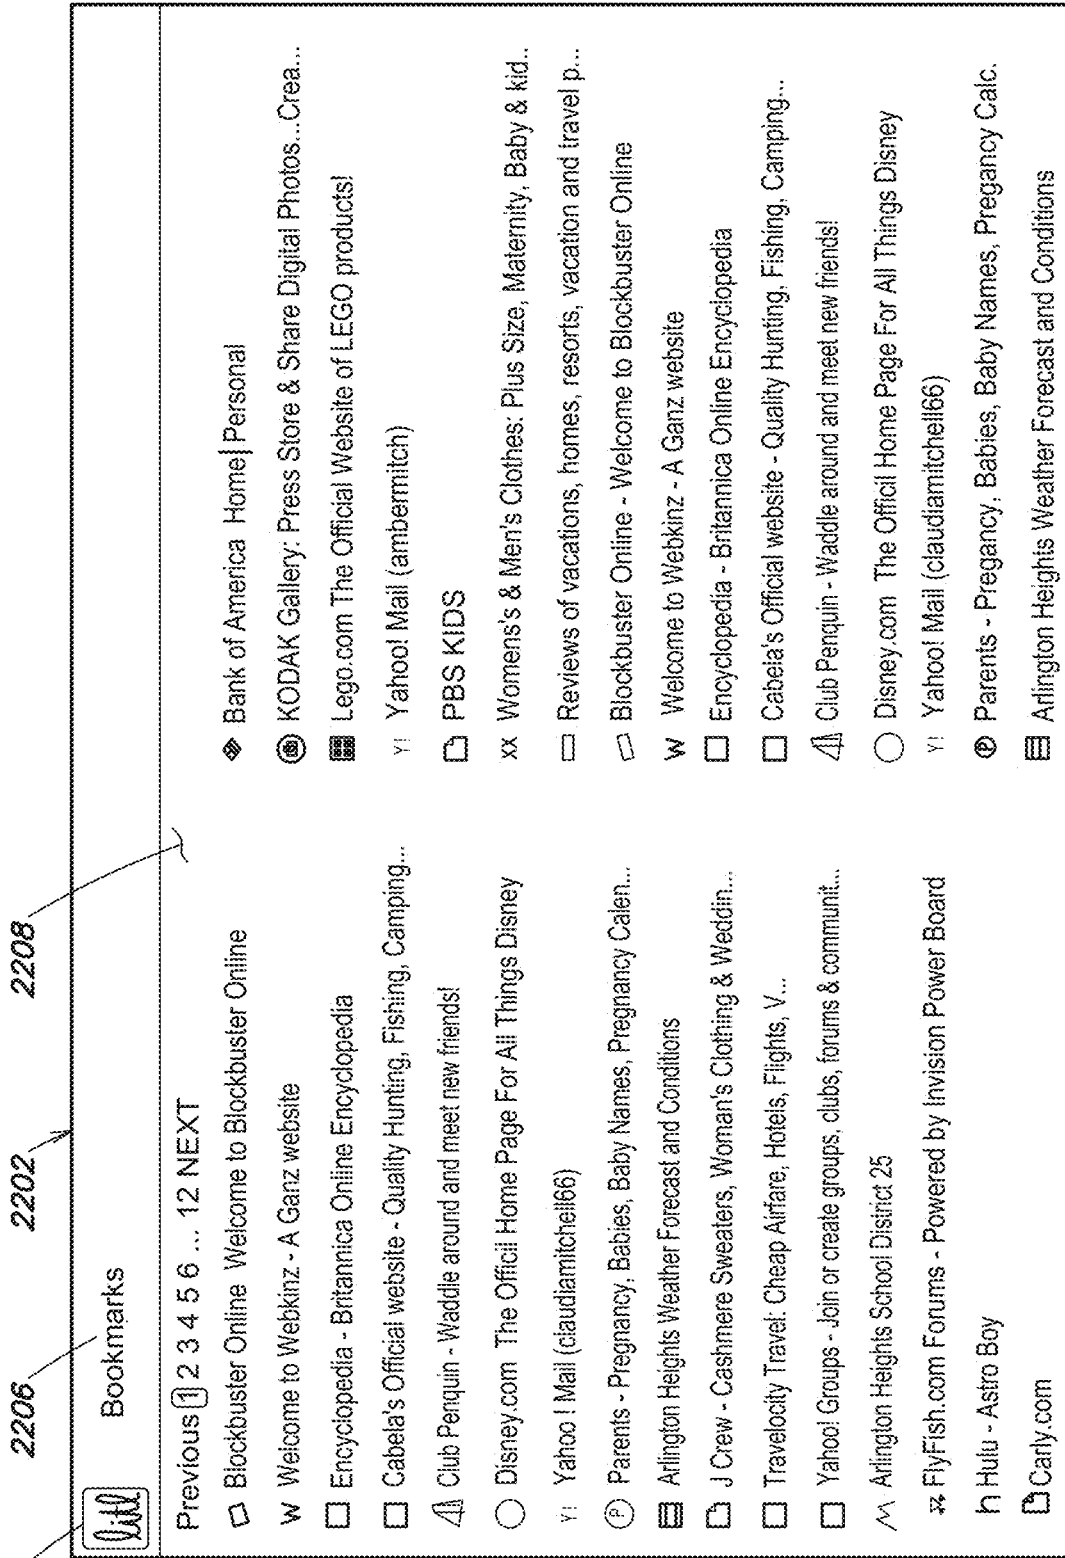 2206
2202
2208
litl
Bookmarks
Previous 1 2 3 4 5 6 ... 12 NEXT
Blockbuster Online Welcome to Blockbuster Online
W Welcome to Webkinz - A Ganz website
Encyclopedia - Britannica Online Encyclopedia
Cabela's Official website - Quality Hunting, Fishing, Camping...
Club Penquin - Waddle around and meet new friends!
Disney.com The Officil Home Page For All Things Disney
Y! Yahoo ! Mail (claudiamitchell66)
P Parents - Pregnancy, Babies, Baby Names, Pregnancy Calen...
Arlington Heights Weather Forecast and Conditions
J Crew - Cashmere Sweaters, Woman's Clothing & Weddin...
Travelocity Travel. Cheap Airfare, Hotels, Flights, V...
Yahoo! Groups - Join or create groups, clubs, forums & communit...
Arlington Heights School District 25
FlyFish.com Forums - Powered by Invision Power Board
h Hulu - Astro Boy
Carly.com
Bank of America Home| Personal
KODAK Gallery: Press Store & Share Digital Photos...Crea...
Lego.com The Official Website of LEGO products!
Y! Yahoo! Mail (ambermitch)
PBS KIDS
XX Womens's & Men's Clothes: Plus Size, Maternity, Baby & kid..
Reviews of vacations, homes, resorts, vacation and travel p...
Blockbuster Online - Welcome to Blockbuster Online
W Welcome to Webkinz - A Ganz website
Encyclopedia - Britannica Online Encyclopedia
Cabela's Official website - Quality Hunting, Fishing, Camping...
Club Penquin - Waddle around and meet new friends!
Disney.com The Officil Home Page For All Things Disney
Y! Yahoo! Mail (claudiamitchell66)
P Parents - Pregancy, Babies, Baby Names, Pregancy Calc.
Arlington Heights Weather Forecast and Conditions